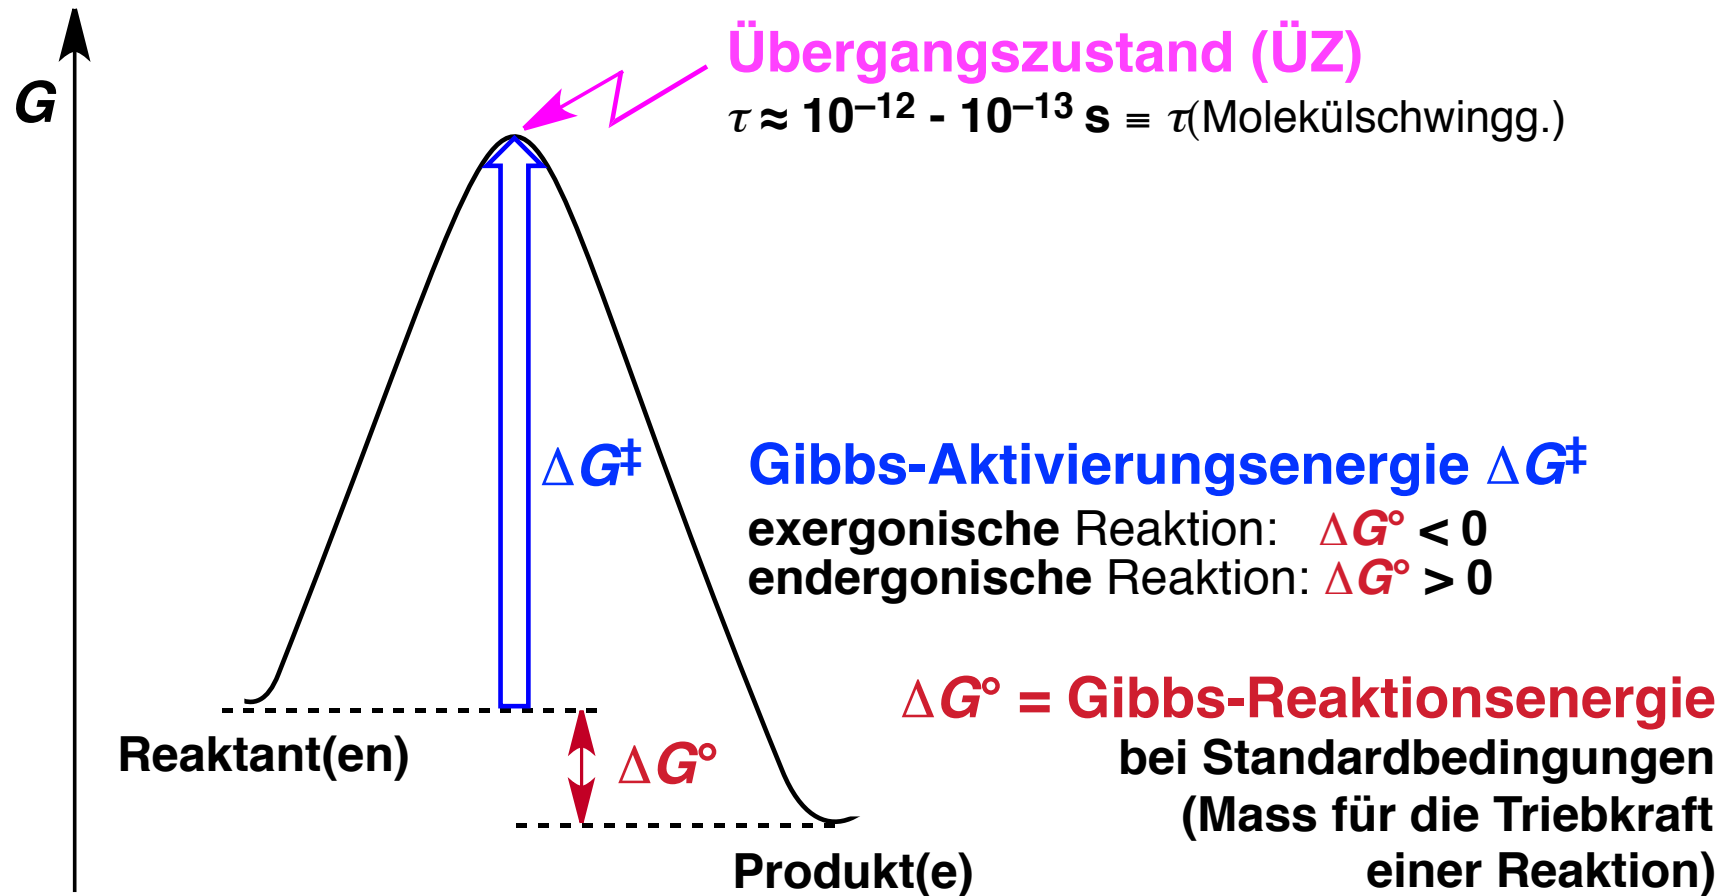 G
Übergangszustand (ÜZ)
τ ≈ 10⁻¹² - 10⁻¹³ s ≡ τ(Molekülschwingg.)
ΔG‡
Gibbs-Aktivierungsenergie ΔG‡
exergonische Reaktion: ΔG° < 0
endergonische Reaktion: ΔG° > 0
Reaktant(en)
ΔG°
ΔG° = Gibbs-Reaktionsenergie
bei Standardbedingungen
(Mass für die Triebkraft
einer Reaktion)
Produkt(e)